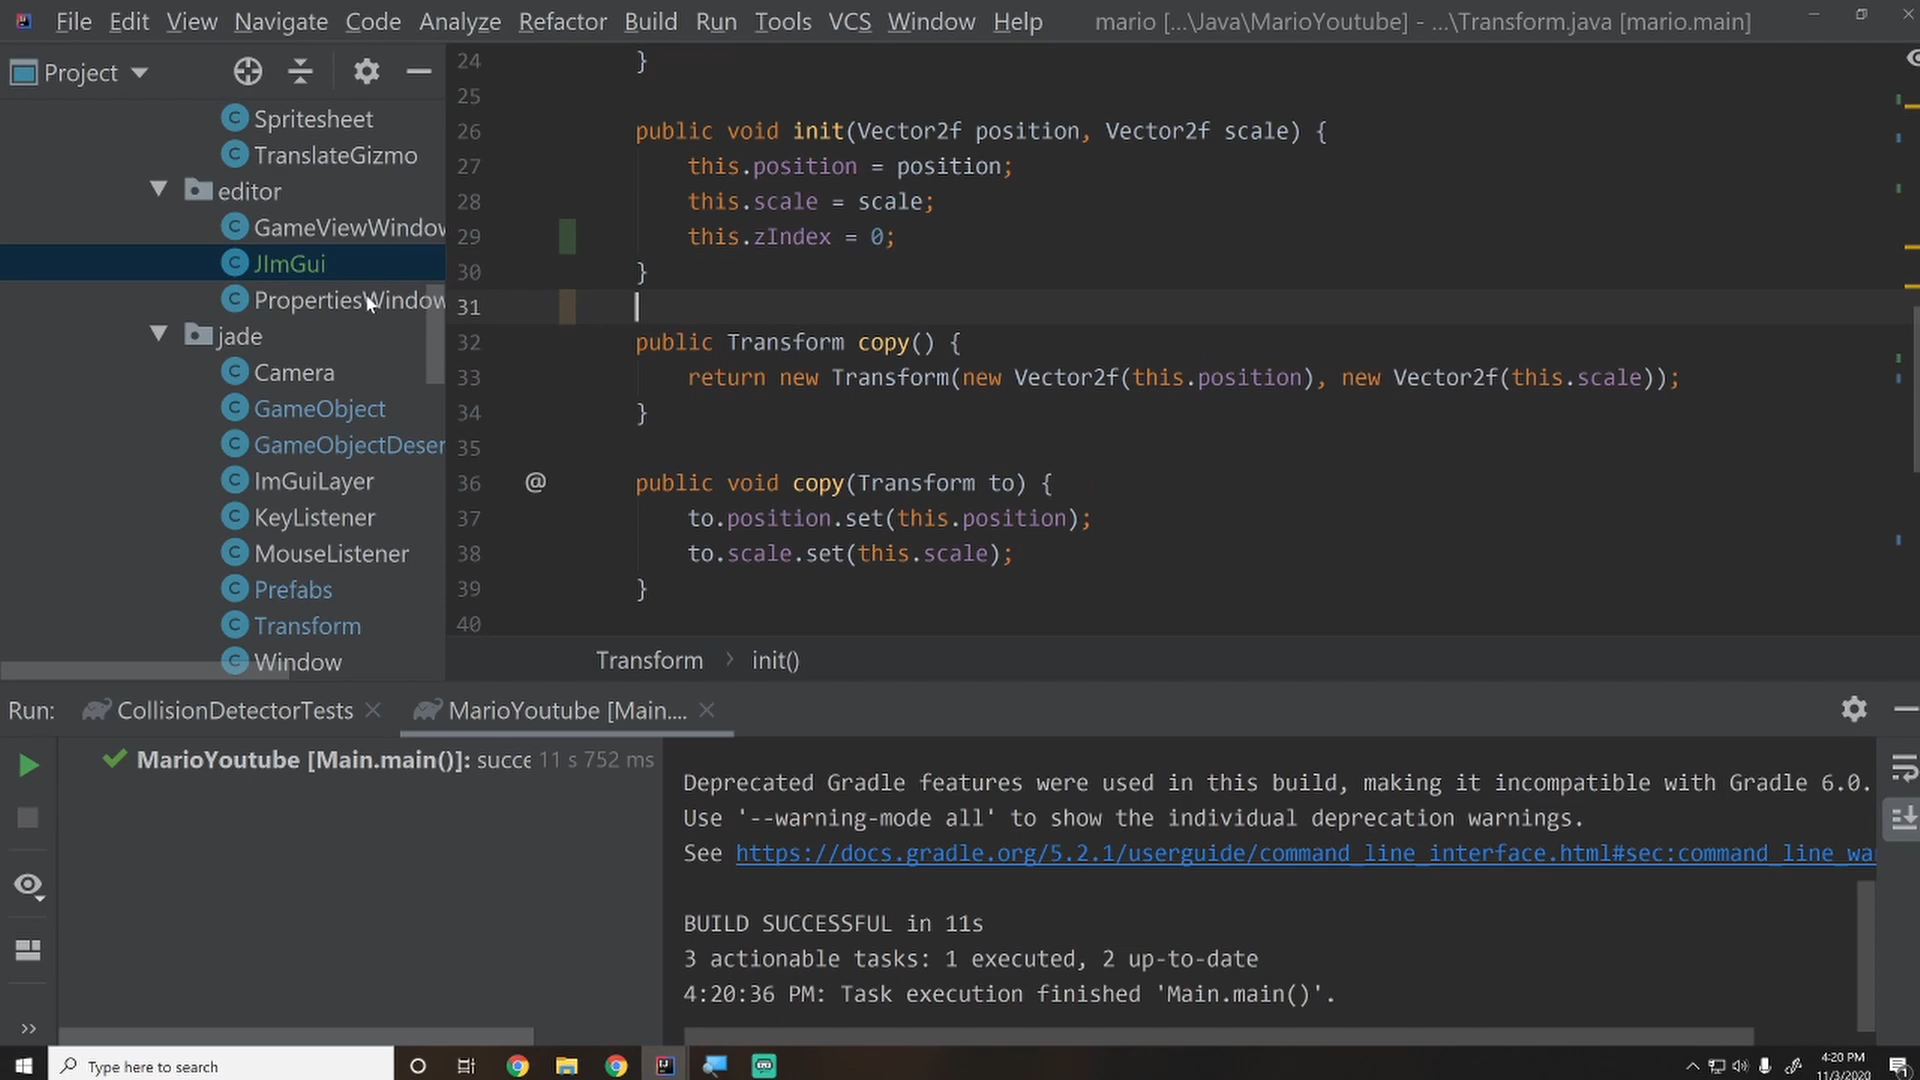 File Edit View Navigate Code Analyze Refactor Build Run Tools VCS Window Help mario [...\Java\MarioYoutube] - ...\Transform.java [mario.main]
Project
Spritesheet
TranslateGizmo
editor
GameViewWindow
JImGui
PropertiesWindow
jade
Camera
GameObject
GameObjectDeser
ImGuiLayer
KeyListener
MouseListener
Prefabs
Transform
Window
24 }
25
26 public void init(Vector2f position, Vector2f scale) {
27 this.position = position;
28 this.scale = scale;
29 this.zIndex = 0;
30 }
31
32 public Transform copy() {
33 return new Transform(new Vector2f(this.position), new Vector2f(this.scale));
34 }
35
36 @ public void copy(Transform to) {
37 to.position.set(this.position);
38 to.scale.set(this.scale);
39 }
40
Transform › init()
Run: CollisionDetectorTests MarioYoutube [Main....
MarioYoutube [Main.main()]: succe 11 s 752 ms
Deprecated Gradle features were used in this build, making it incompatible with Gradle 6.0.
Use '--warning-mode all' to show the individual deprecation warnings.
See https://docs.gradle.org/5.2.1/userguide/command_line_interface.html#sec:command_line_wa
BUILD SUCCESSFUL in 11s
3 actionable tasks: 1 executed, 2 up-to-date
4:20:36 PM: Task execution finished 'Main.main()'.
Type here to search
4:20 PM
11/3/2020
1